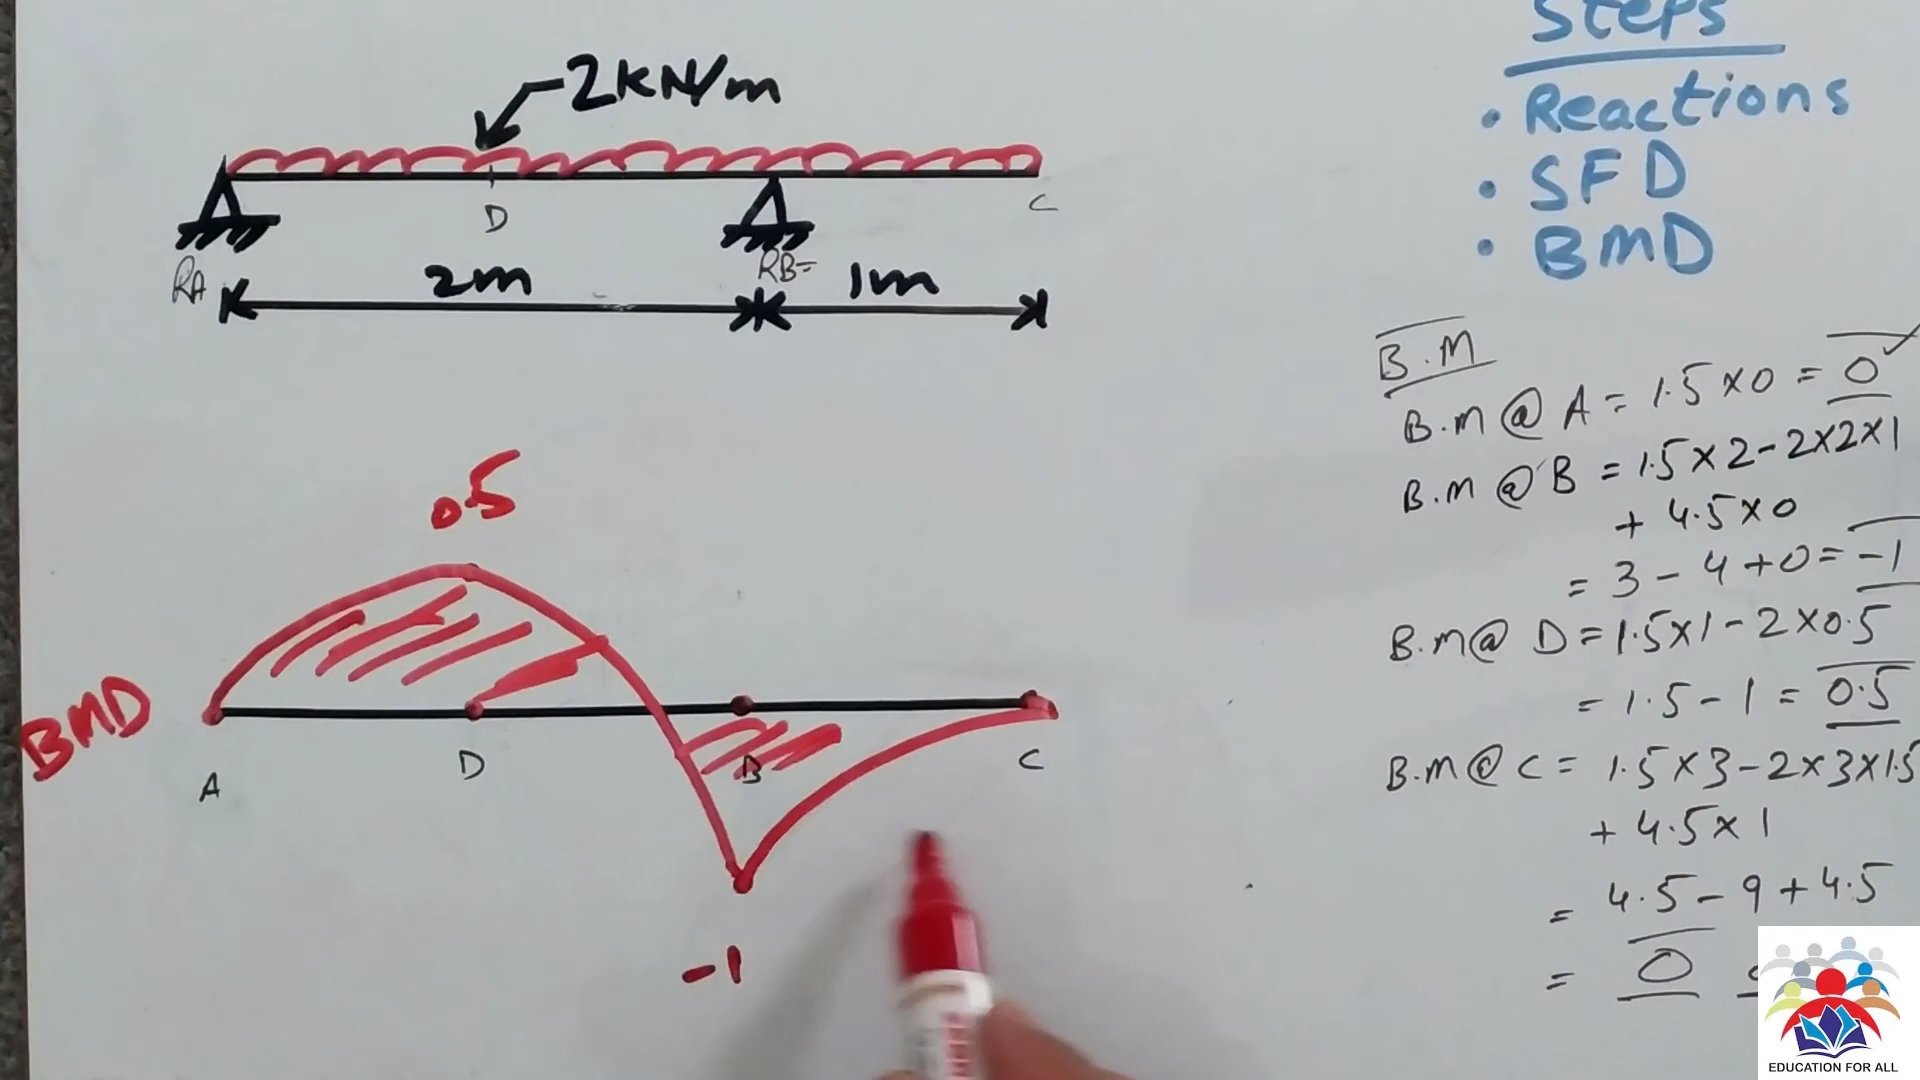 Steps
• Reactions
• SFD
• BMD
2KN/m
D
C
RA
RB=
2m
1m
B.M
B.M @ A = 1.5×0 = 0
B.M @ B = 1.5×2-2×2×1
+ 4.5×0
= 3-4+0 = -1
B.M@ D = 1.5×1-2×0.5
= 1.5-1 = 0.5
B.M@ C = 1.5×3-2×3×1.5
+ 4.5×1
= 4.5-9+4.5
= 0
0.5
BMD
A
D
B
C
-1
EDUCATION FOR ALL